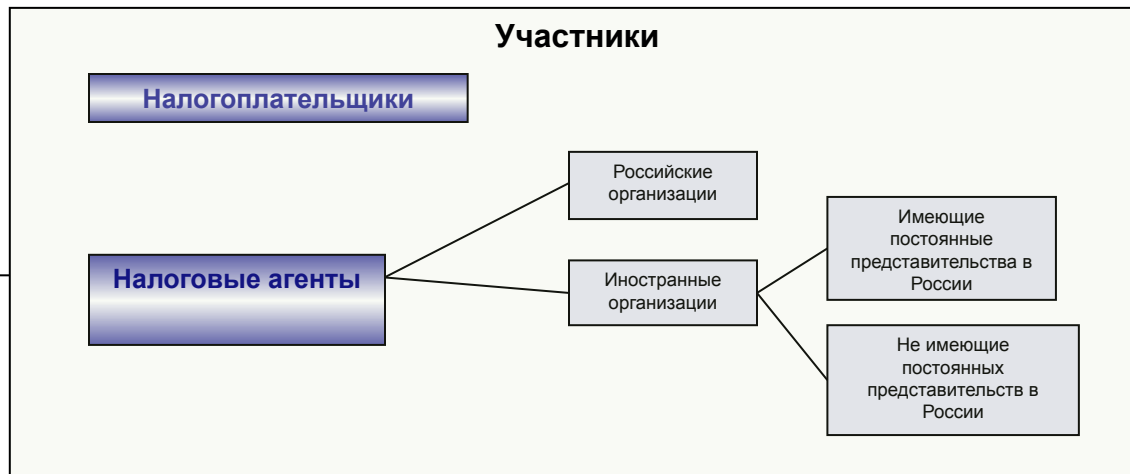 Участники
Налогоплательщики
Российские
организации
Налоговые агенты
Иностранные
организации
Имеющие
постоянные
представительства в
России
Не имеющие
постоянных
представительств в
России